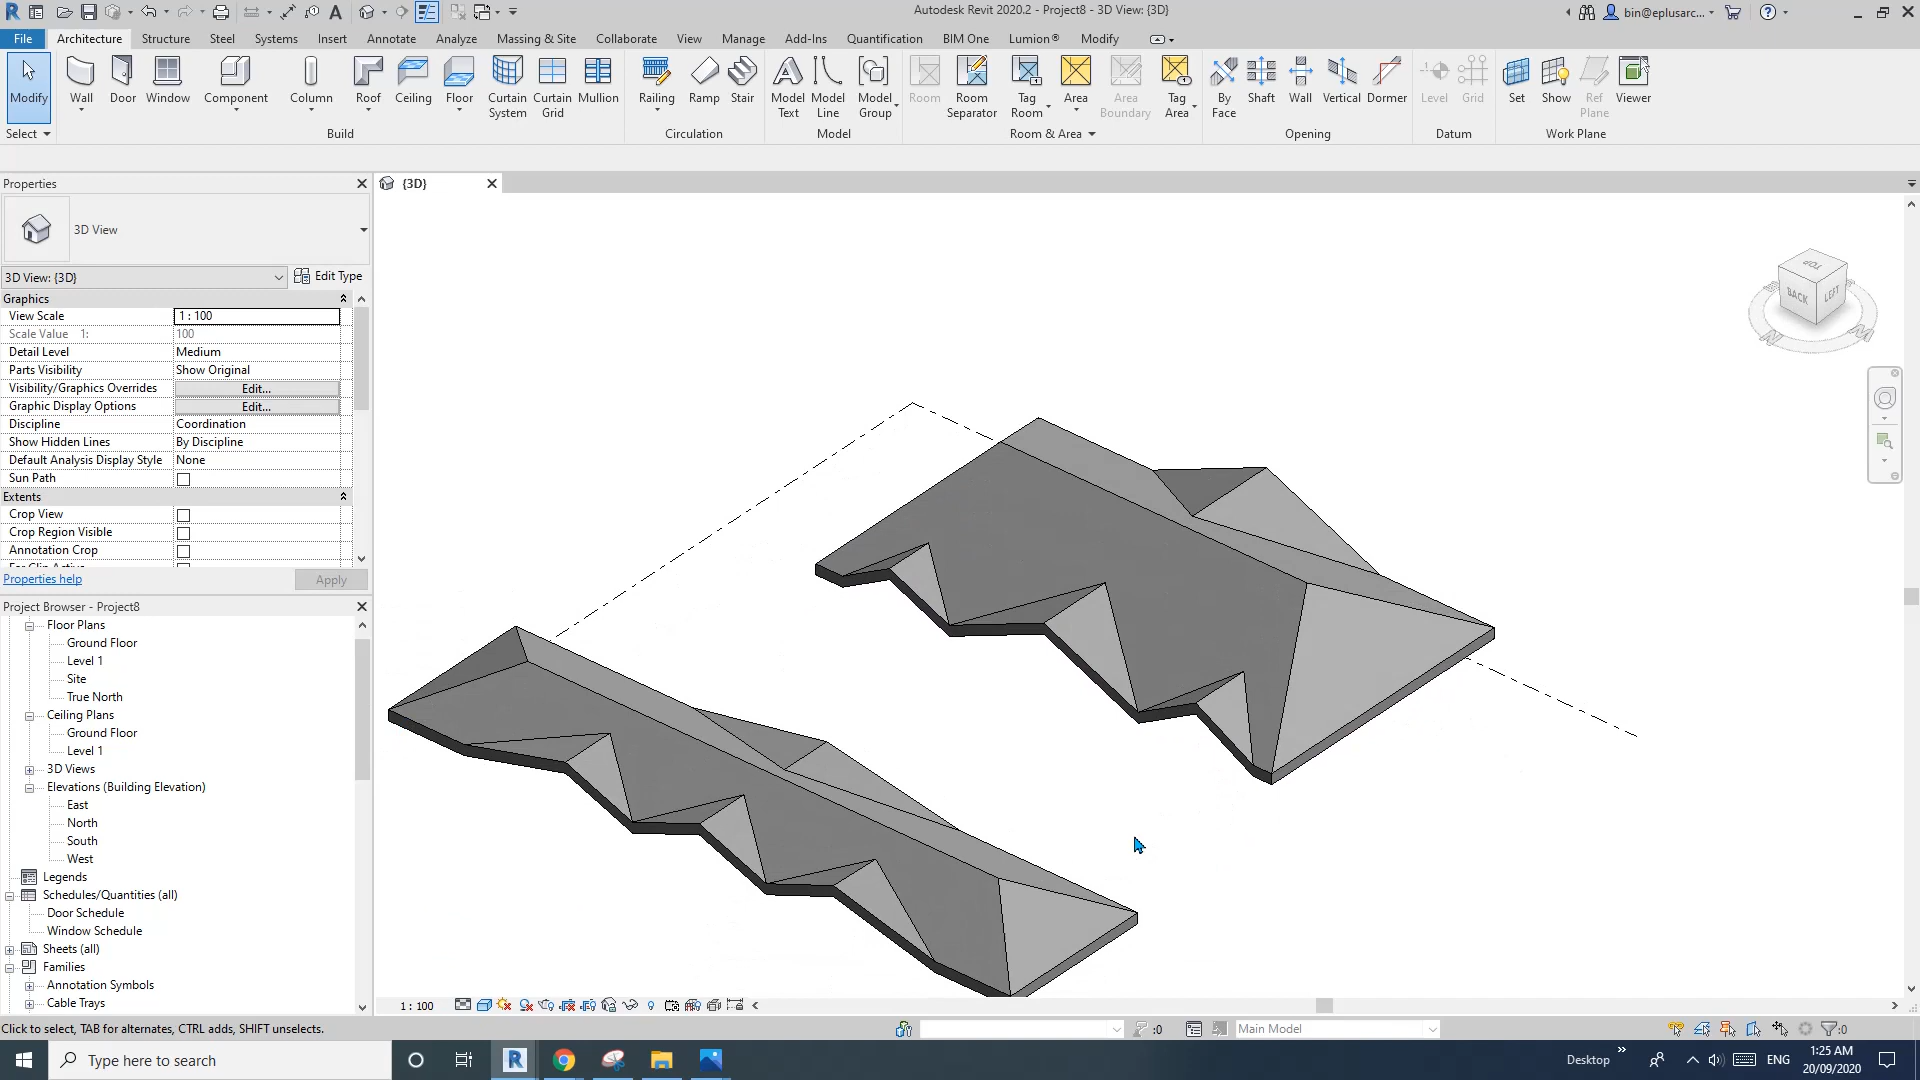 Autodesk Revit 2020.2 - Project8 - 3D View: {3D}
bin@eplusarc...
File Architecture Structure Steel Systems Insert Annotate Analyze Massing & Site Collaborate View Manage Add-Ins Quantification BIM One Lumion® Modify
Modify Wall Door Window Component Column Roof Ceiling Floor Curtain System Curtain Grid Mullion Railing Ramp Stair Model Text Model Line Model Group Room Room Separator Tag Room Area Area Boundary Tag Area By Face Shaft Wall Vertical Dormer Level Grid Set Show Ref Plane Viewer
Select Build Circulation Model Room & Area Opening Datum Work Plane
Properties
{3D}
3D View
3D View: {3D} Edit Type
Graphics
View Scale 1 : 100
Scale Value 1: 100
Detail Level Medium
Parts Visibility Show Original
Visibility/Graphics Overrides Edit...
Graphic Display Options Edit...
Discipline Coordination
Show Hidden Lines By Discipline
Default Analysis Display Style None
Sun Path
Extents
Crop View
Crop Region Visible
Annotation Crop
Far Clip Active
Properties help Apply
TOP
BACK LEFT
Project Browser - Project8
Floor Plans
Ground Floor
Level 1
Site
True North
Ceiling Plans
Ground Floor
Level 1
3D Views
Elevations (Building Elevation)
East
North
South
West
Legends
Schedules/Quantities (all)
Door Schedule
Window Schedule
Sheets (all)
Families
Annotation Symbols
Cable Trays
1 : 100
Click to select, TAB for alternates, CTRL adds, SHIFT unselects.
:0
Main Model
:0
Type here to search
Desktop
ENG
1:25 AM
20/09/2020